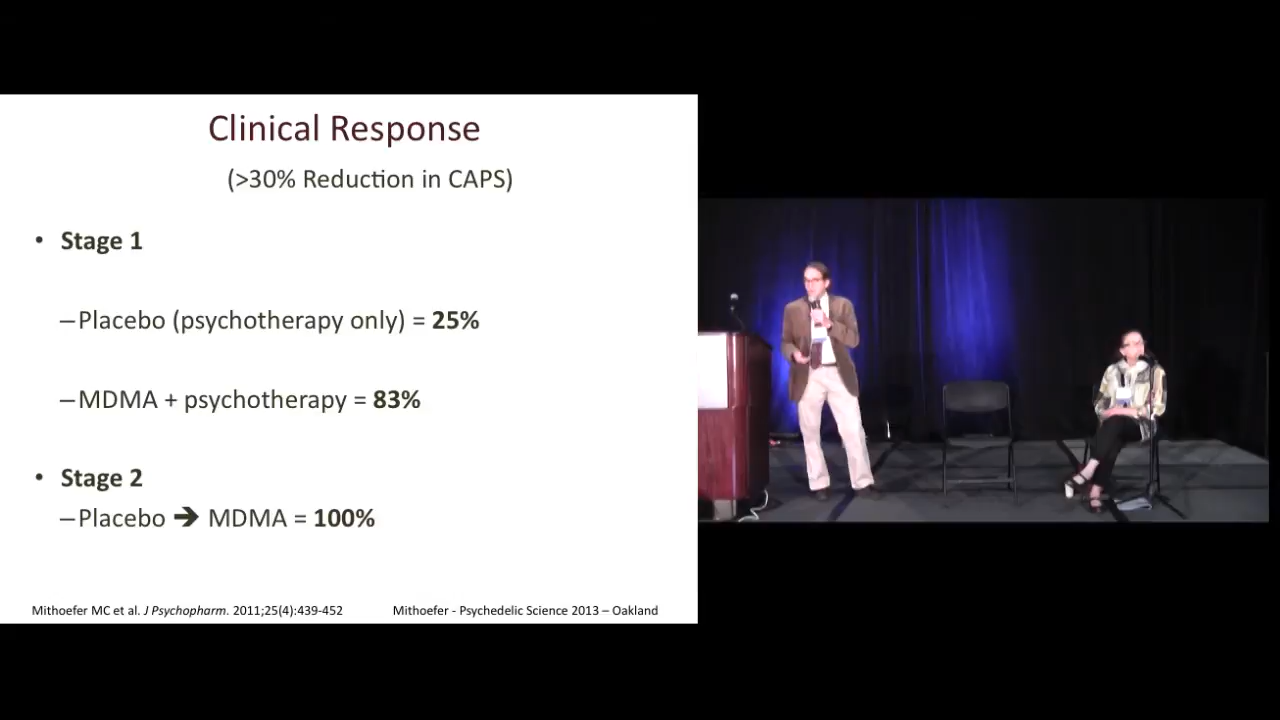 Clinical Response
(>30% Reduction in CAPS)
• Stage 1
–Placebo (psychotherapy only) = 25%
–MDMA + psychotherapy = 83%
• Stage 2
–Placebo ➔ MDMA = 100%
Mithoefer MC et al. J Psychopharm. 2011;25(4):439-452
Mithoefer - Psychedelic Science 2013 – Oakland